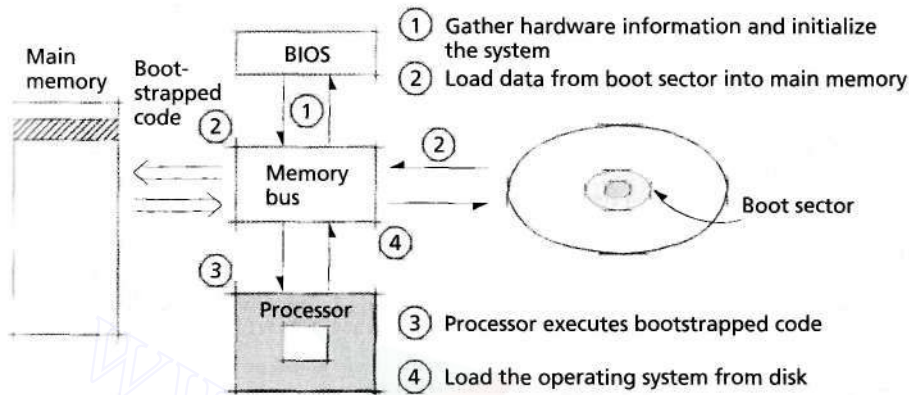 ① Gather hardware information and initialize
the system
② Load data from boot sector into main memory
BIOS
Main
memory
Boot-
strapped
code
①
②
②
Memory
bus
Boot sector
④
③
Processor
③ Processor executes bootstrapped code
④ Load the operating system from disk